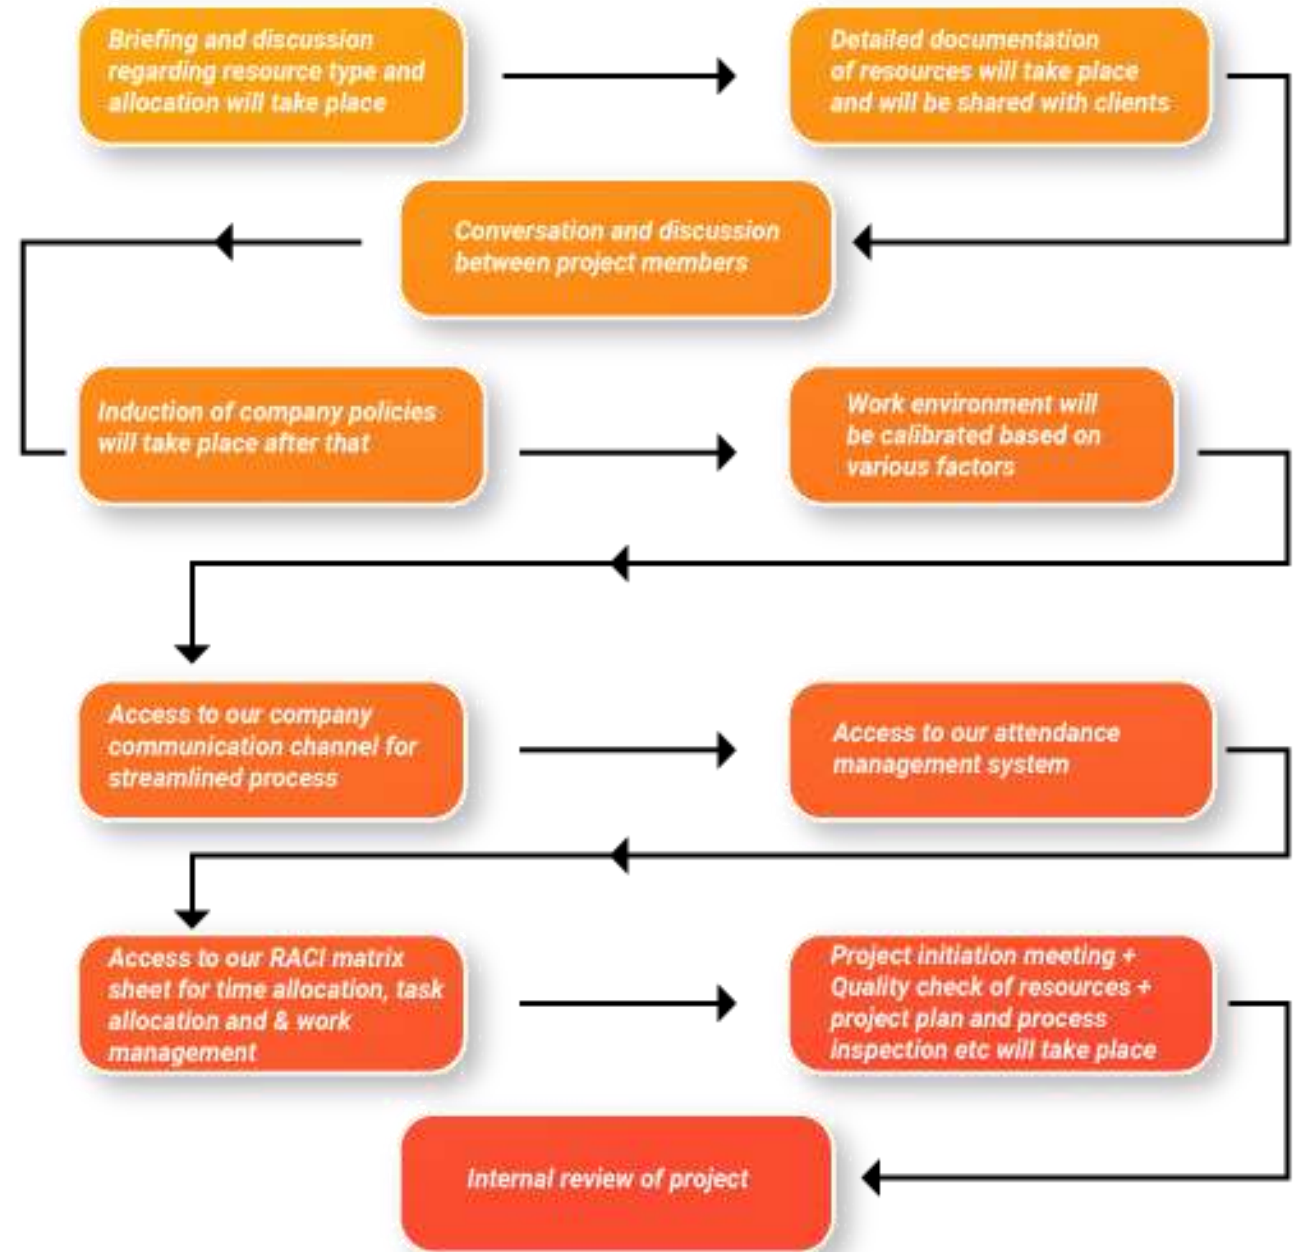 Briefing and discussion
regarding resource type and
allocation will take place
Detailed documentation
of resources will take place
and will be shared with clients
Conversation and discussion
between project members
Induction of company policies
will take place after that
Work environment will
be calibrated based on
various factors
Access to our company
communication channel for
streamlined process
Access to our attendance
management system
Access to our RACI matrix
sheet for time allocation, task
allocation and & work
management
Project initiation meeting +
Quality check of resources +
project plan and process
inspection etc will take place
Internal review of project